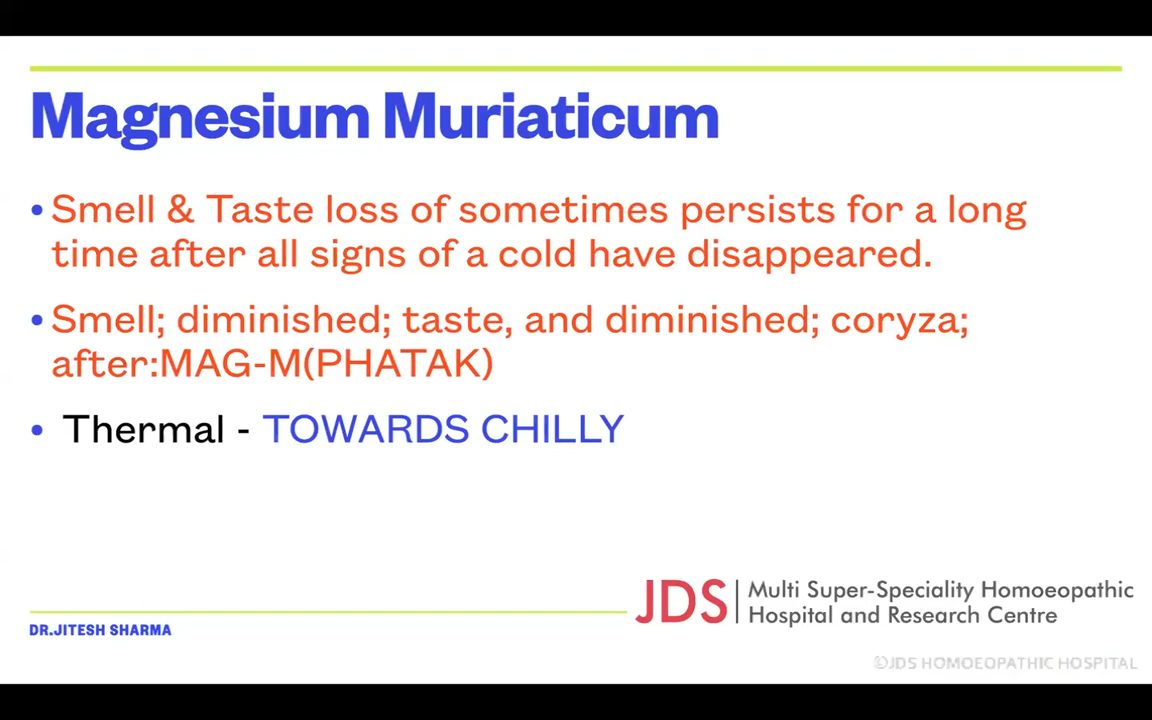 Magnesium Muriaticum
• Smell & Taste loss of sometimes persists for a long
time after all signs of a cold have disappeared.
• Smell; diminished; taste, and diminished; coryza;
after:MAG-M(PHATAK)
• Thermal - TOWARDS CHILLY
JDS | Multi Super-Speciality Homoeopathic
Hospital and Research Centre
DR.JITESH SHARMA
©JDS HOMOEOPATHIC HOSPITAL